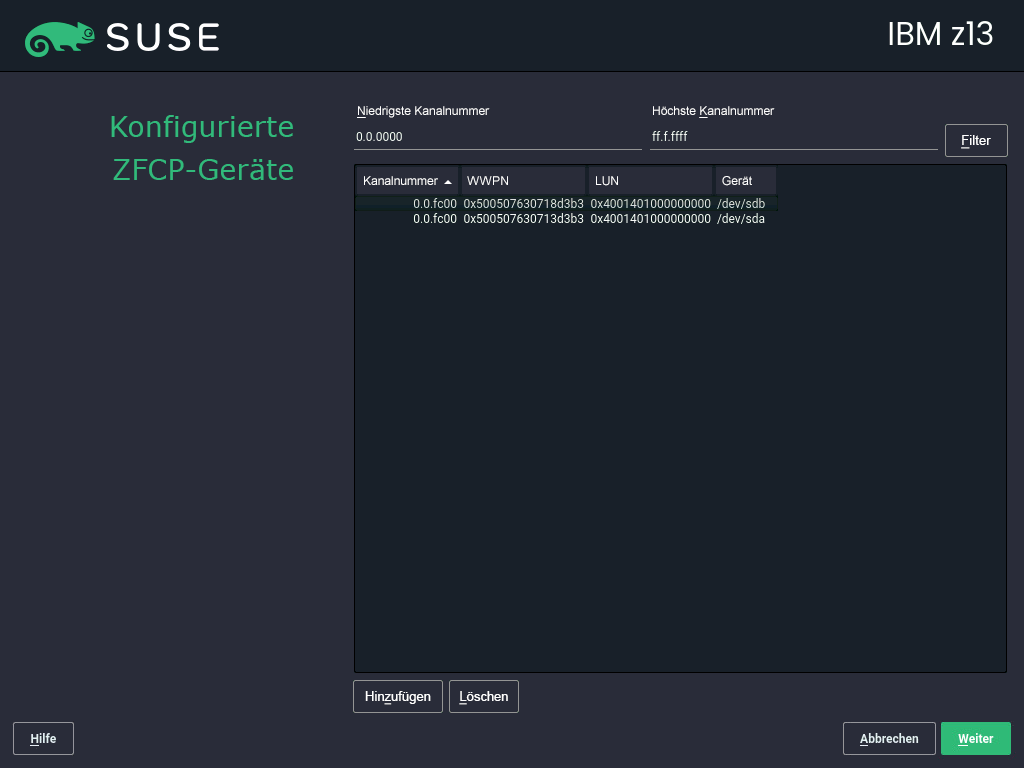 SUSE
IBM z13
Konfigurierte
ZFCP-Geräte
Niedrigste Kanalnummer
Höchste Kanalnummer
0.0.0000
ff.f.ffff
Filter
Kanalnummer WWPN LUN Gerät
0.0.fc00 0x500507630718d3b3 0x4001401000000000 /dev/sdb
0.0.fc00 0x500507630713d3b3 0x4001401000000000 /dev/sda
Hinzufügen Löschen
Hilfe Abbrechen Weiter